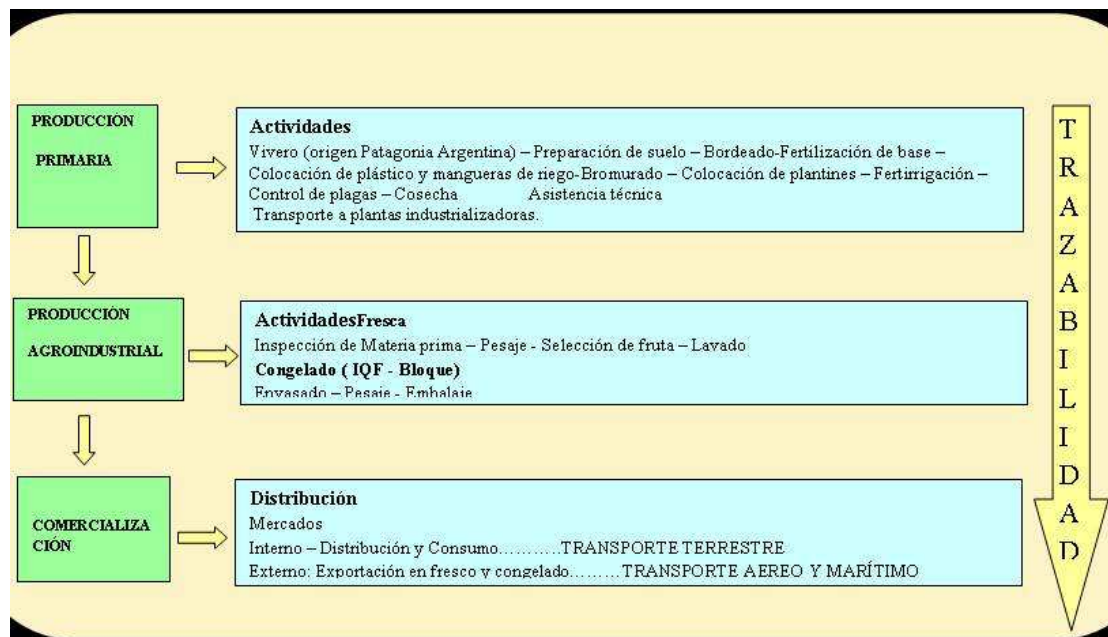 PRODUCCIÓN
PRIMARIA
Actividades
Vivero (origen Patagonia Argentina) – Preparación de suelo – Bordeado-Fertilización de base –
Colocación de plástico y mangueras de riego-Bromurado – Colocación de plantines – Fertirrigación –
Control de plagas – Cosecha Asistencia técnica
Transporte a plantas industrializadoras.
PRODUCCIÓN
AGROINDUSTRIAL
ActividadesFresca
Inspección de Materia prima – Pesaje - Selección de fruta – Lavado
Congelado ( IQF - Bloque)
Envasado – Pesaje - Embalaje
COMERCIALIZA
CIÓN
Distribución
Mercados
Interno – Distribución y Consumo...........TRANSPORTE TERRESTRE
Externo: Exportación en fresco y congelado.........TRANSPORTE AEREO Y MARÍTIMO
T
R
A
Z
A
B
I
L
I
D
A
D